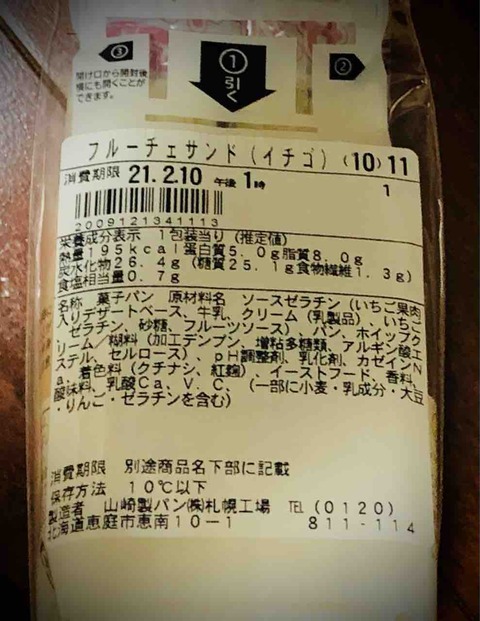 ③
開け口から開封後
横にも開くことが
できます。
①
引く
②
フルーチェサンド(イチゴ) (10) 11
消費期限 21.2.10 午後 1時
1
2009121341113
栄養成分表示 1包装当り (推定値)
熱量195kcal蛋白質5.0g脂質8.0g
炭水化物26.4g(糖質25.1g食物繊維1.3g)
食塩相当量0.7g
名称 菓子パン 原材料名 ソースゼラチン(いちご果肉
入りデザートベース、牛乳、クリーム(乳製品)、いちご
、ゼラチン、砂糖、フルーツソース)、パン、ホイップク
リーム/糊料(加工デンプン、増粘多糖類、アルギン酸エ
ステル、セルロース)、pH調整剤、乳化剤、カゼインN
a、着色料(クチナシ、紅麹)、イーストフード、香料、
酸味料、乳酸Ca、V.C、(一部に小麦・乳成分・大豆
・りんご・ゼラチンを含む)
消費期限 別途商品名下部に記載
保存方法 10℃以下
製造者 山崎製パン㈱札幌工場 TEL(0120)
北海道恵庭市恵南10-1 811-114